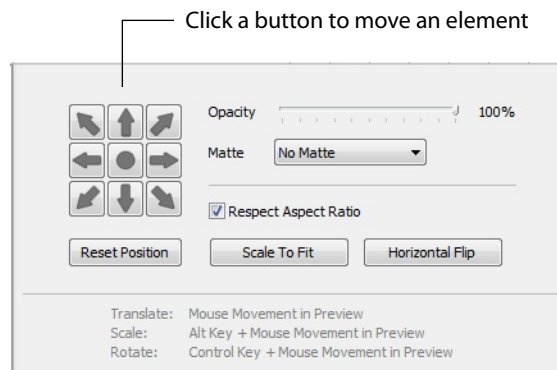 Click a button to move an element
Opacity 100%
Matte No Matte
Respect Aspect Ratio
Reset Position Scale To Fit Horizontal Flip
Translate: Mouse Movement in Preview
Scale: Alt Key + Mouse Movement in Preview
Rotate: Control Key + Mouse Movement in Preview